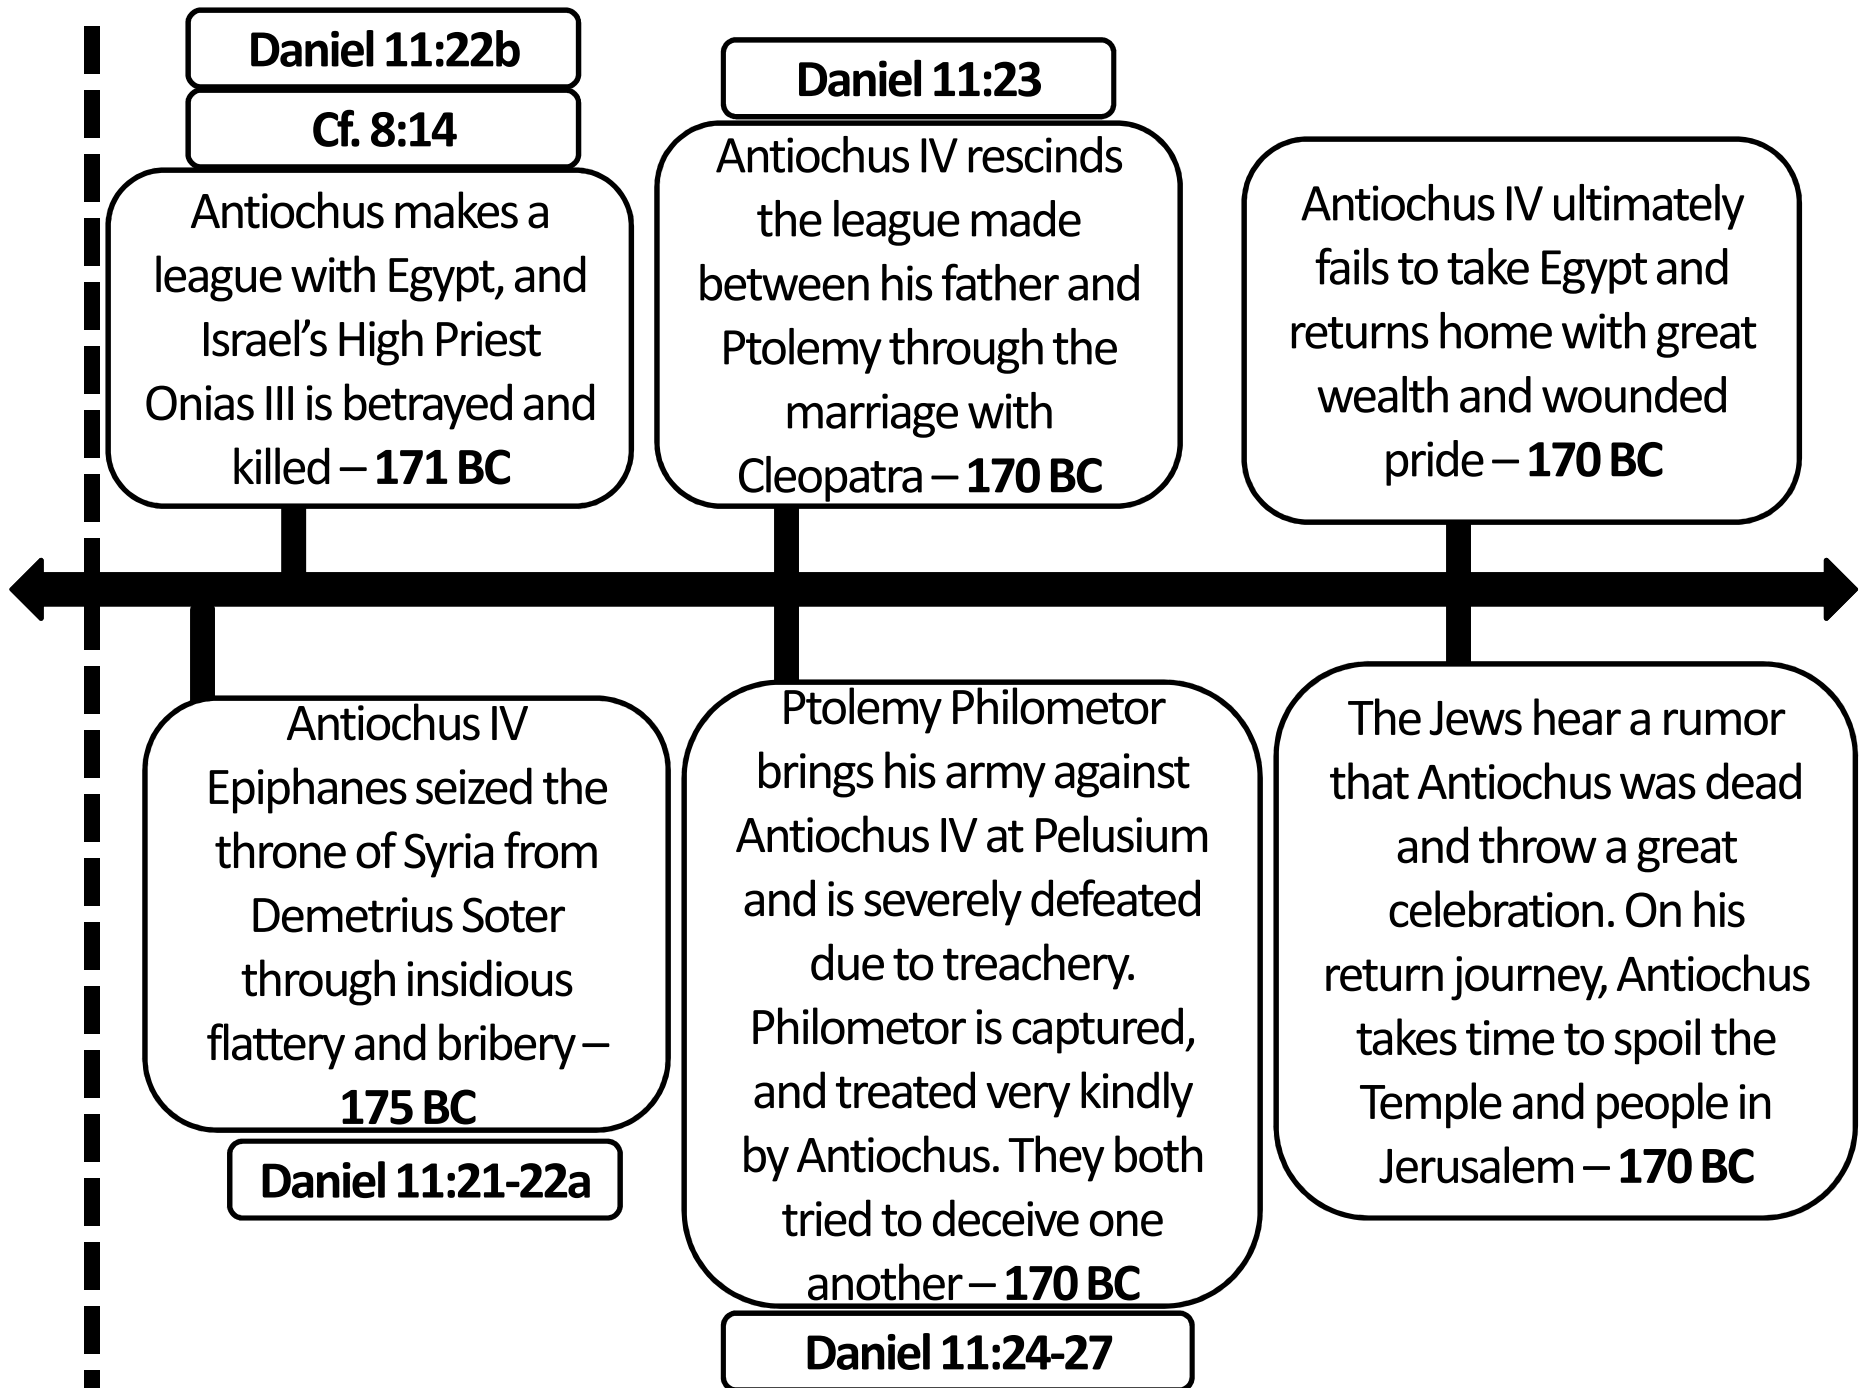 Daniel 11:22b
Cf. 8:14
Antiochus makes a
league with Egypt, and
Israel’s High Priest
Onias III is betrayed and
killed – 171 BC
Daniel 11:23
Antiochus IV rescinds
the league made
between his father and
Ptolemy through the
marriage with
Cleopatra – 170 BC
Antiochus IV ultimately
fails to take Egypt and
returns home with great
wealth and wounded
pride – 170 BC
Antiochus IV
Epiphanes seized the
throne of Syria from
Demetrius Soter
through insidious
flattery and bribery –
175 BC
Daniel 11:21-22a
Ptolemy Philometor
brings his army against
Antiochus IV at Pelusium
and is severely defeated
due to treachery.
Philometor is captured,
and treated very kindly
by Antiochus. They both
tried to deceive one
another – 170 BC
Daniel 11:24-27
The Jews hear a rumor
that Antiochus was dead
and throw a great
celebration. On his
return journey, Antiochus
takes time to spoil the
Temple and people in
Jerusalem – 170 BC